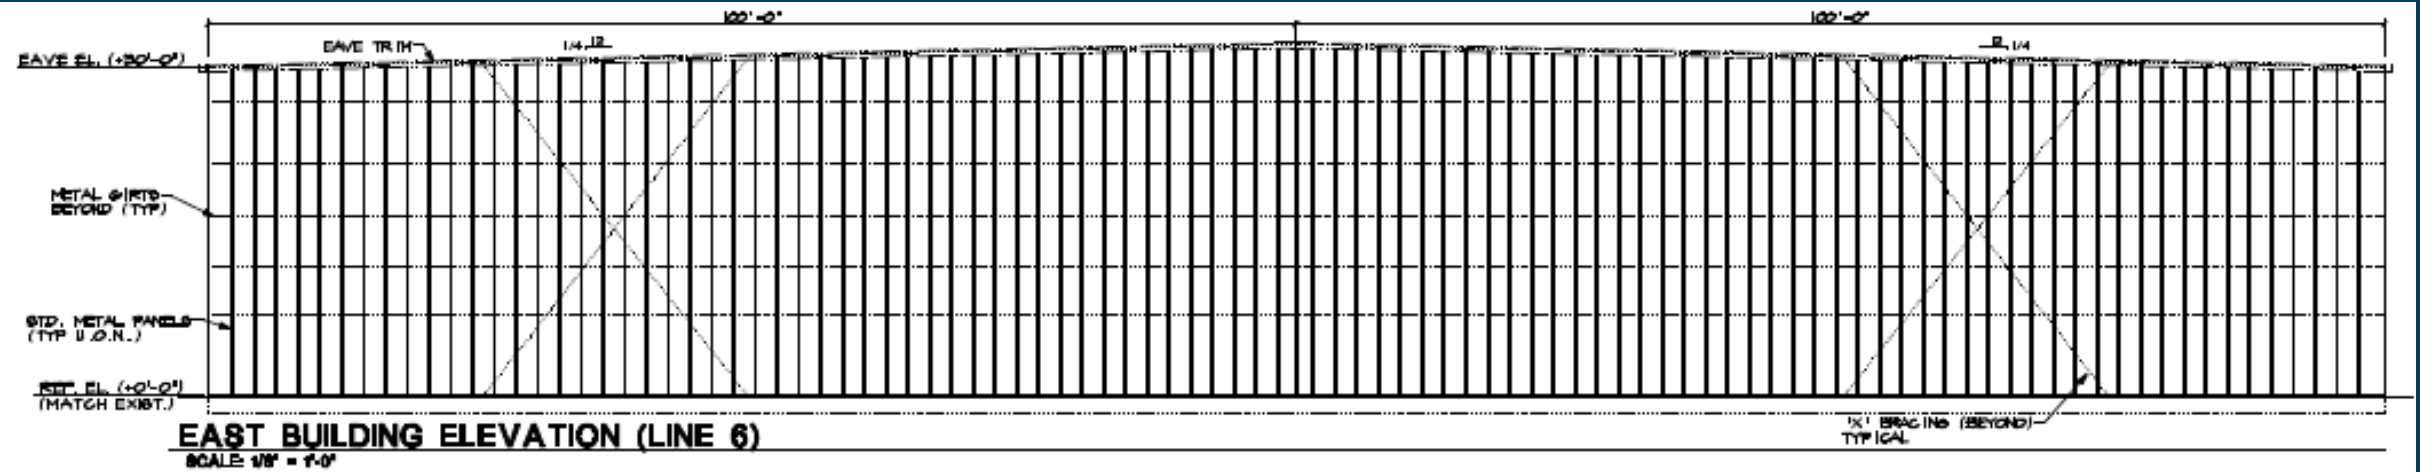 100'-0"
100'-0"
EAVE TRIM
1/4 12
12 1/4
EAVE EL. (+30'-0")
METAL GIRTS
BEYOND (TYP)
STD. METAL PANELS
(TYP U.O.N.)
REF. EL. (+0'-0")
(MATCH EXIST.)
'X' BRACING (BEYOND)
TYPICAL
EAST BUILDING ELEVATION (LINE 6)
SCALE: 1/8" = 1'-0"